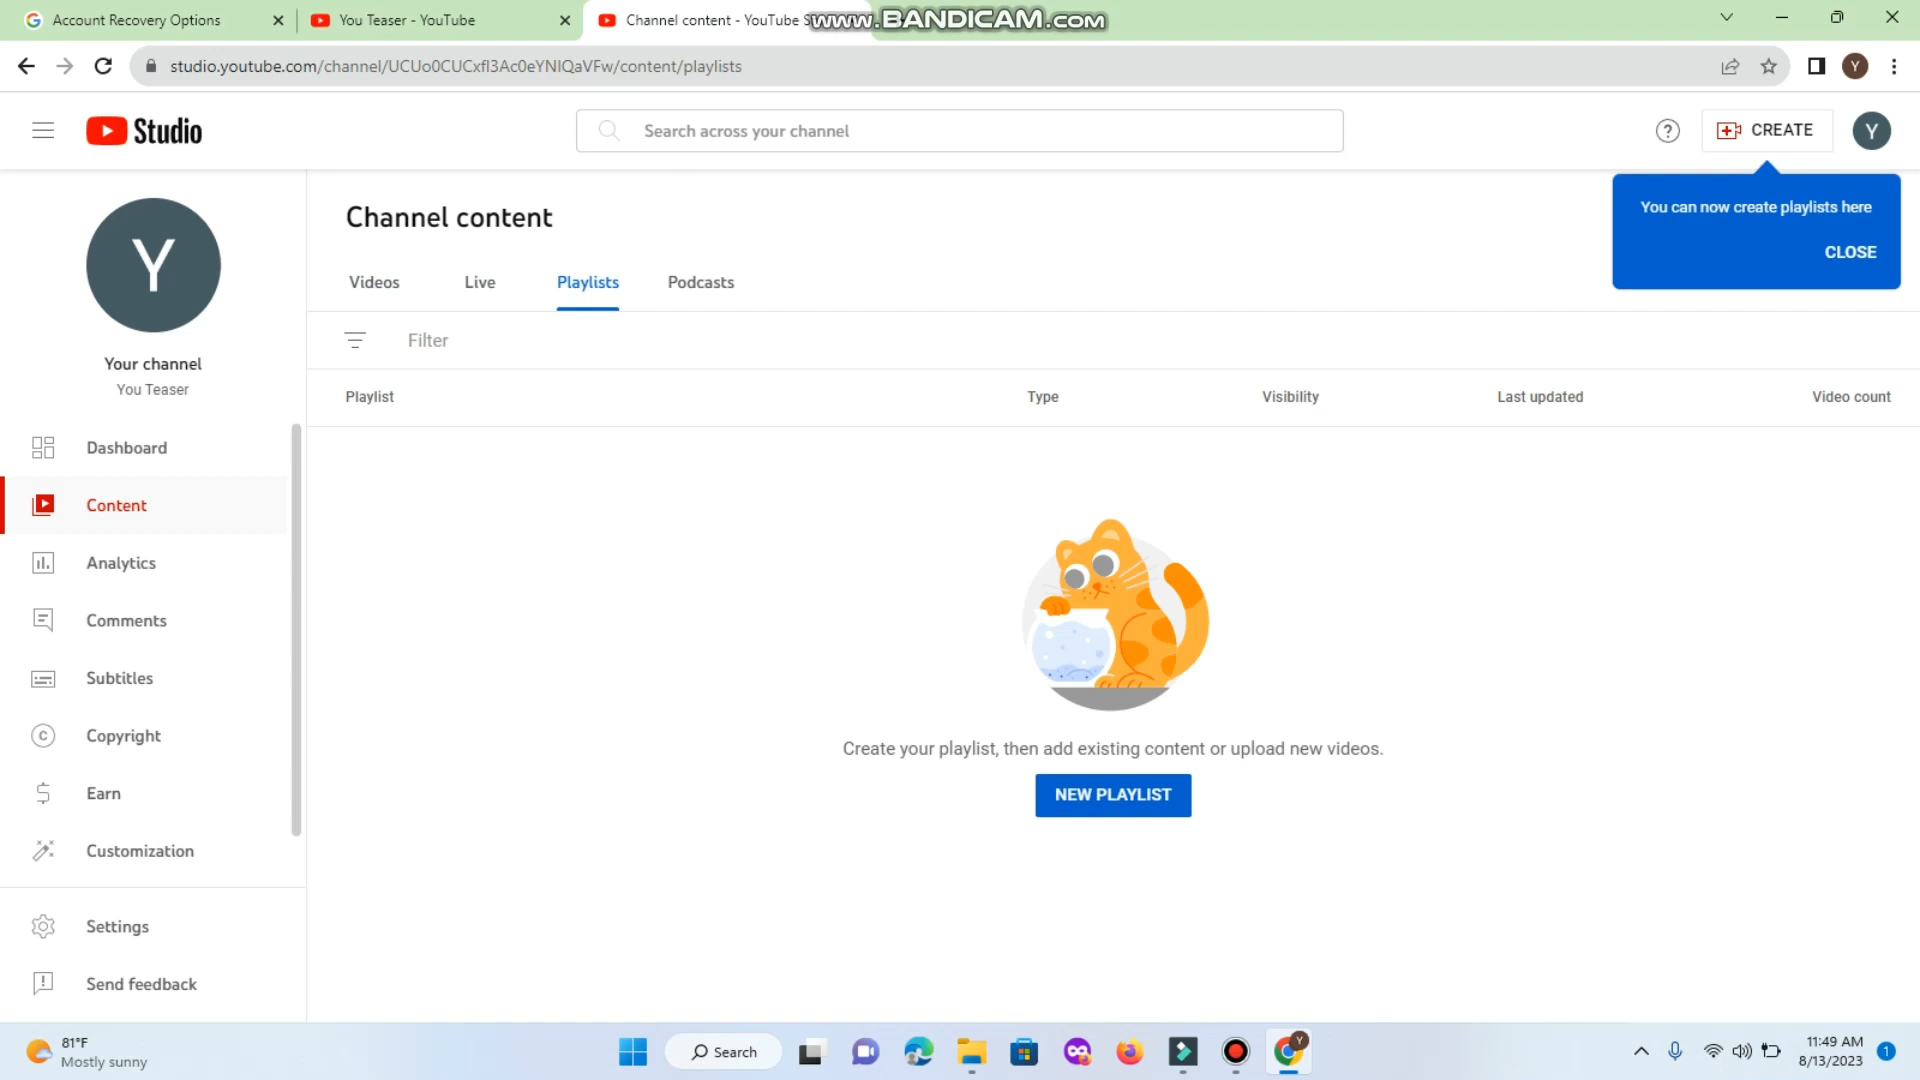 Account Recovery Options
You Teaser - YouTube
Channel content - YouTube S
www.BANDICAM.com
studio.youtube.com/channel/UCUo0CUCxfl3Ac0eYNIQaVFw/content/playlists
Y
Studio
Search across your channel
?
CREATE
Y
You can now create playlists here
CLOSE
Y
Your channel
You Teaser
Dashboard
Content
Analytics
Comments
Subtitles
Copyright
Earn
Customization
Settings
Send feedback
Channel content
Videos
Live
Playlists
Podcasts
Filter
Playlist
Type
Visibility
Last updated
Video count
Create your playlist, then add existing content or upload new videos.
NEW PLAYLIST
81°F
Mostly sunny
Search
Y
11:49 AM
8/13/2023
1